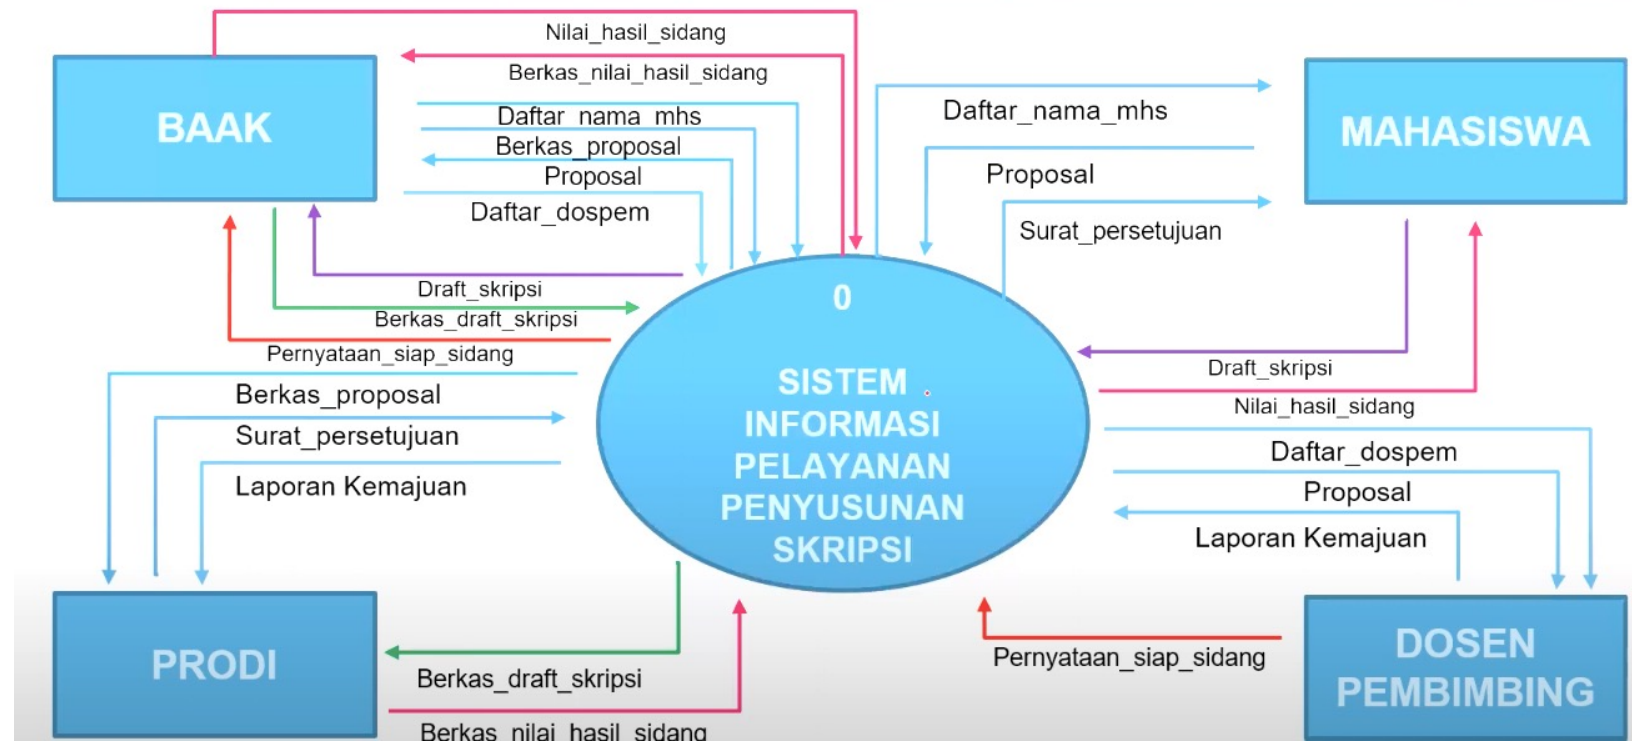 Nilai_hasil_sidang
Berkas_nilai_hasil_sidang
BAAK
Daftar_nama_mhs
Berkas_proposal
Proposal
Daftar_dospem
Daftar_nama_mhs
MAHASISWA
Proposal
Surat_persetujuan
Draft_skripsi
Berkas_draft_skripsi
Pernyataan_siap_sidang
Berkas_proposal
Surat_persetujuan
Laporan Kemajuan
0
SISTEM
INFORMASI
PELAYANAN
PENYUSUNAN
SKRIPSI
Draft_skripsi
Nilai_hasil_sidang
Daftar_dospem
Proposal
Laporan Kemajuan
PRODI
Berkas_draft_skripsi
Berkas_nilai_hasil_sidang
Pernyataan_siap_sidang
DOSEN
PEMBIMBING